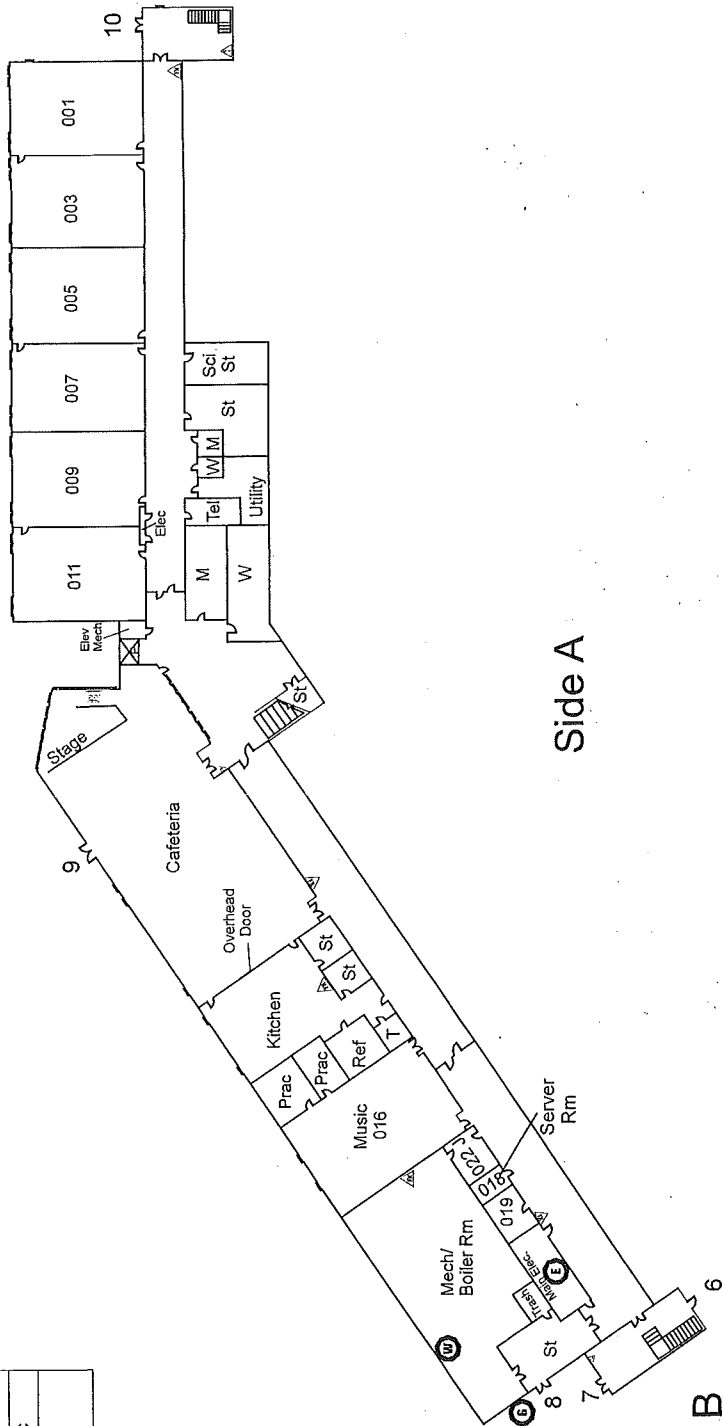 10
001
003
005
007
009
011
Elec
Elev
Mech
Sci.
St
St
M
W
Tel
Utility
M
W
St
Stage
9
Cafeteria
Overhead
Door
Kitchen
St
St
Prac
Prac
Ref
T
Music
016
022
018
019
Server
Rm
Mech/
Boiler Rm
Main Elec.
E
Trash
W
St
G
8
7
6
Side A
B